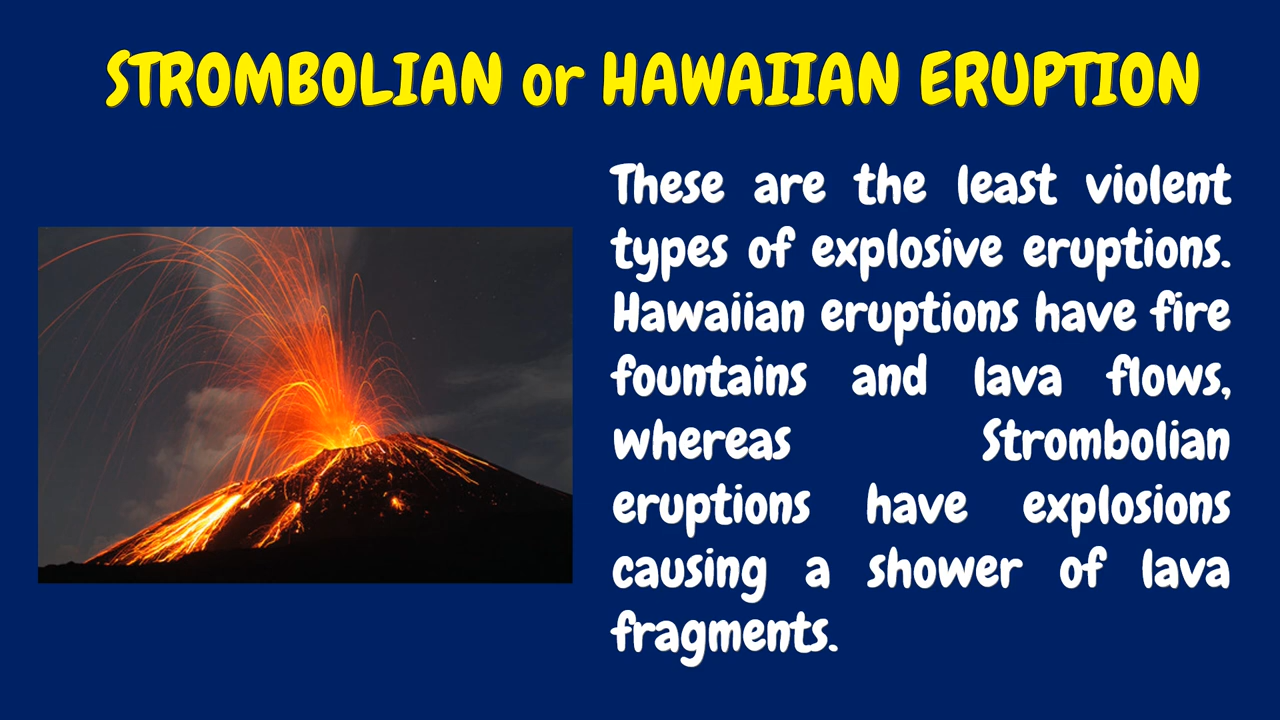 STROMBOLIAN or HAWAIIAN ERUPTION
These are the least violent
types of explosive eruptions.
Hawaiian eruptions have fire
fountains and lava flows,
whereas Strombolian
eruptions have explosions
causing a shower of lava
fragments.